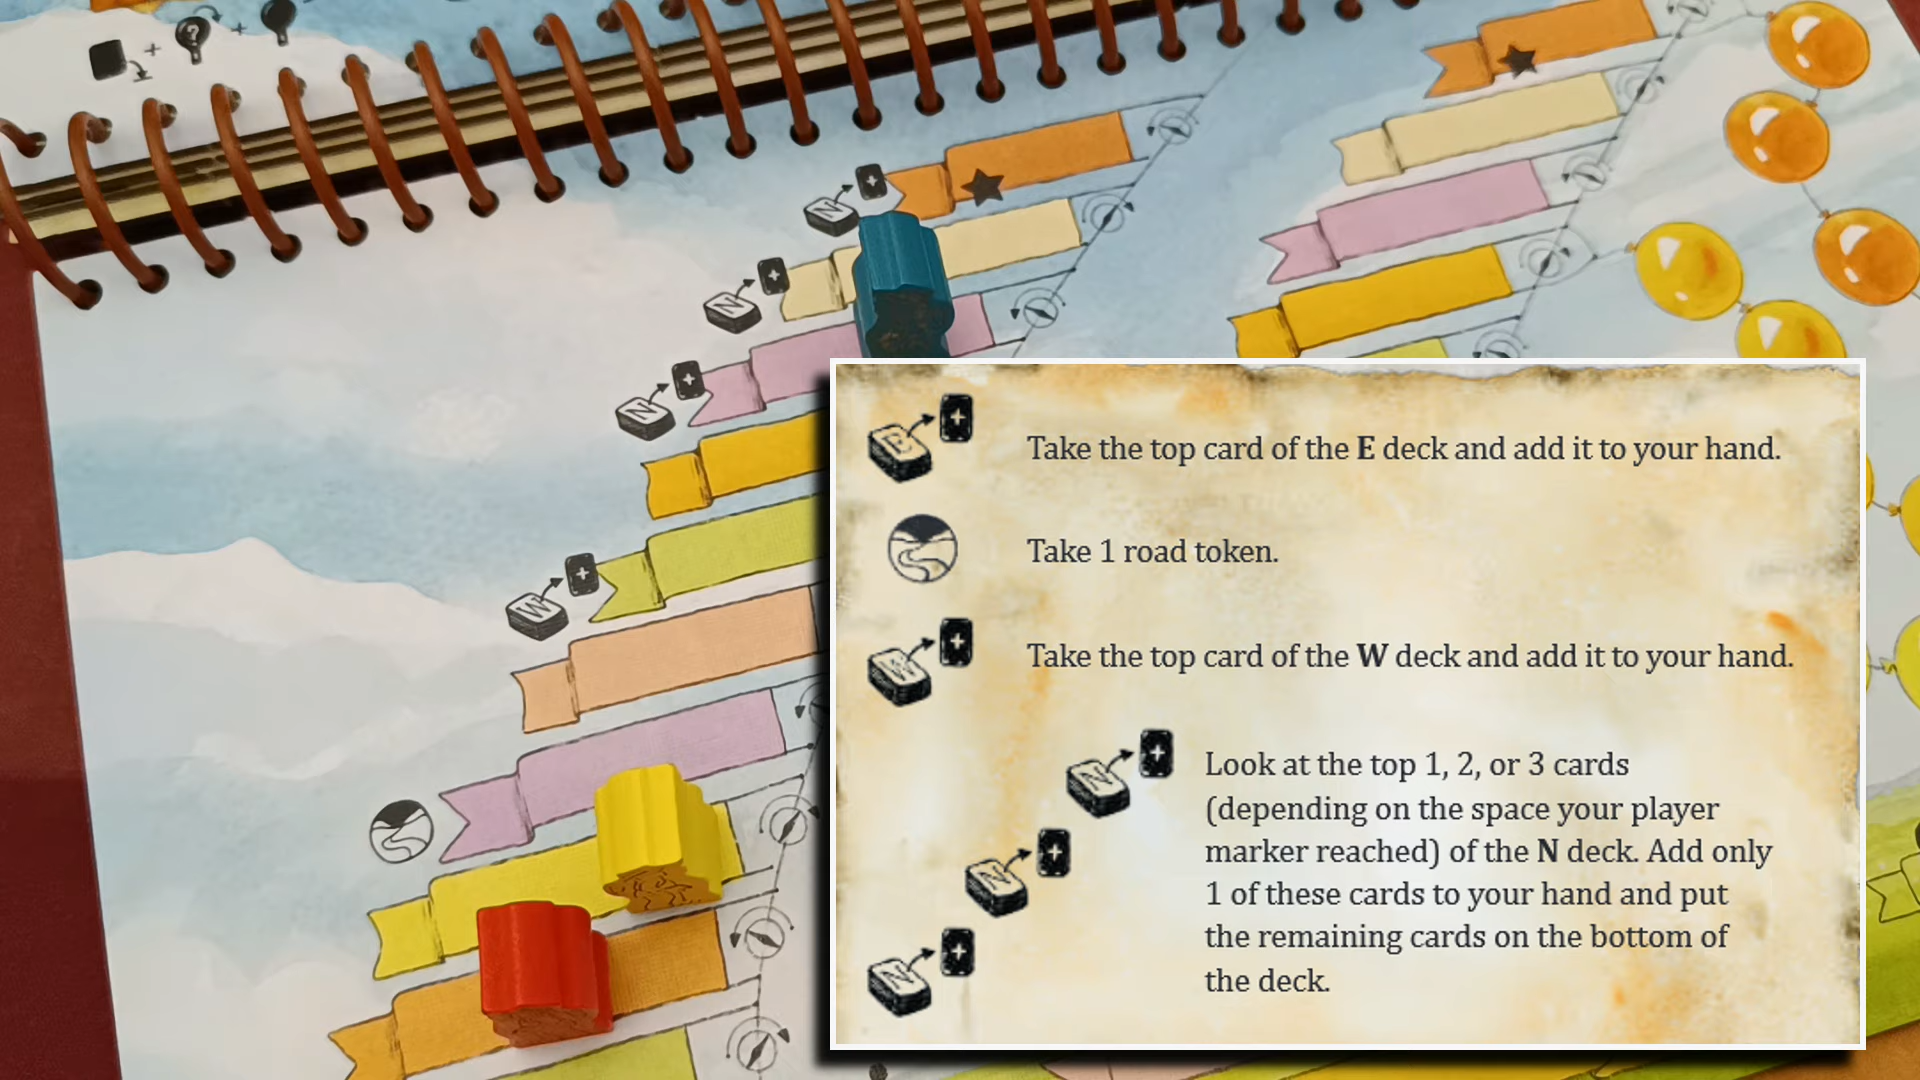 ?
N
N
N
W
E
Take the top card of the E deck and add it to your hand.
Take 1 road token.
W
Take the top card of the W deck and add it to your hand.
N
N
N
Look at the top 1, 2, or 3 cards
(depending on the space your player
marker reached) of the N deck. Add only
1 of these cards to your hand and put
the remaining cards on the bottom of
the deck.